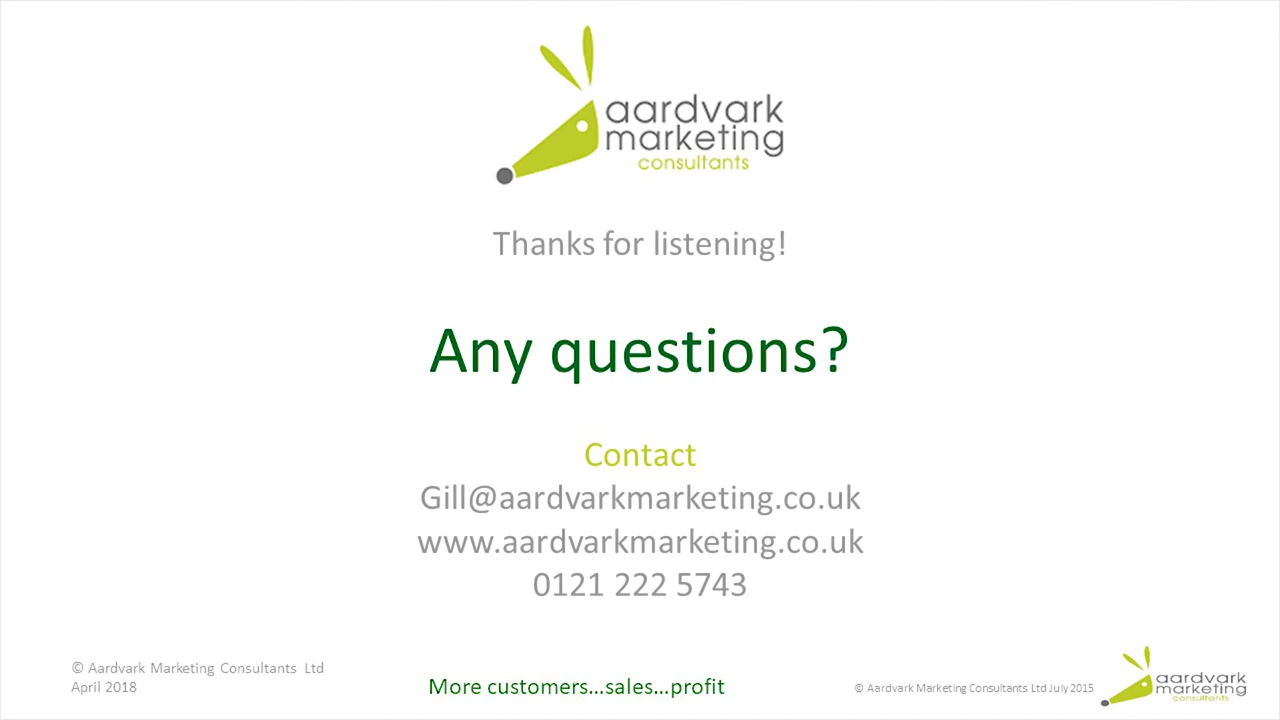 aardvark
marketing
consultants
Thanks for listening!
Any questions?
Contact
Gill@aardvarkmarketing.co.uk
www.aardvarkmarketing.co.uk
0121 222 5743
© Aardvark Marketing Consultants Ltd
April 2018
More customers...sales...profit
© Aardvark Marketing Consultants Ltd July 2015
aardvark
marketing
consultants